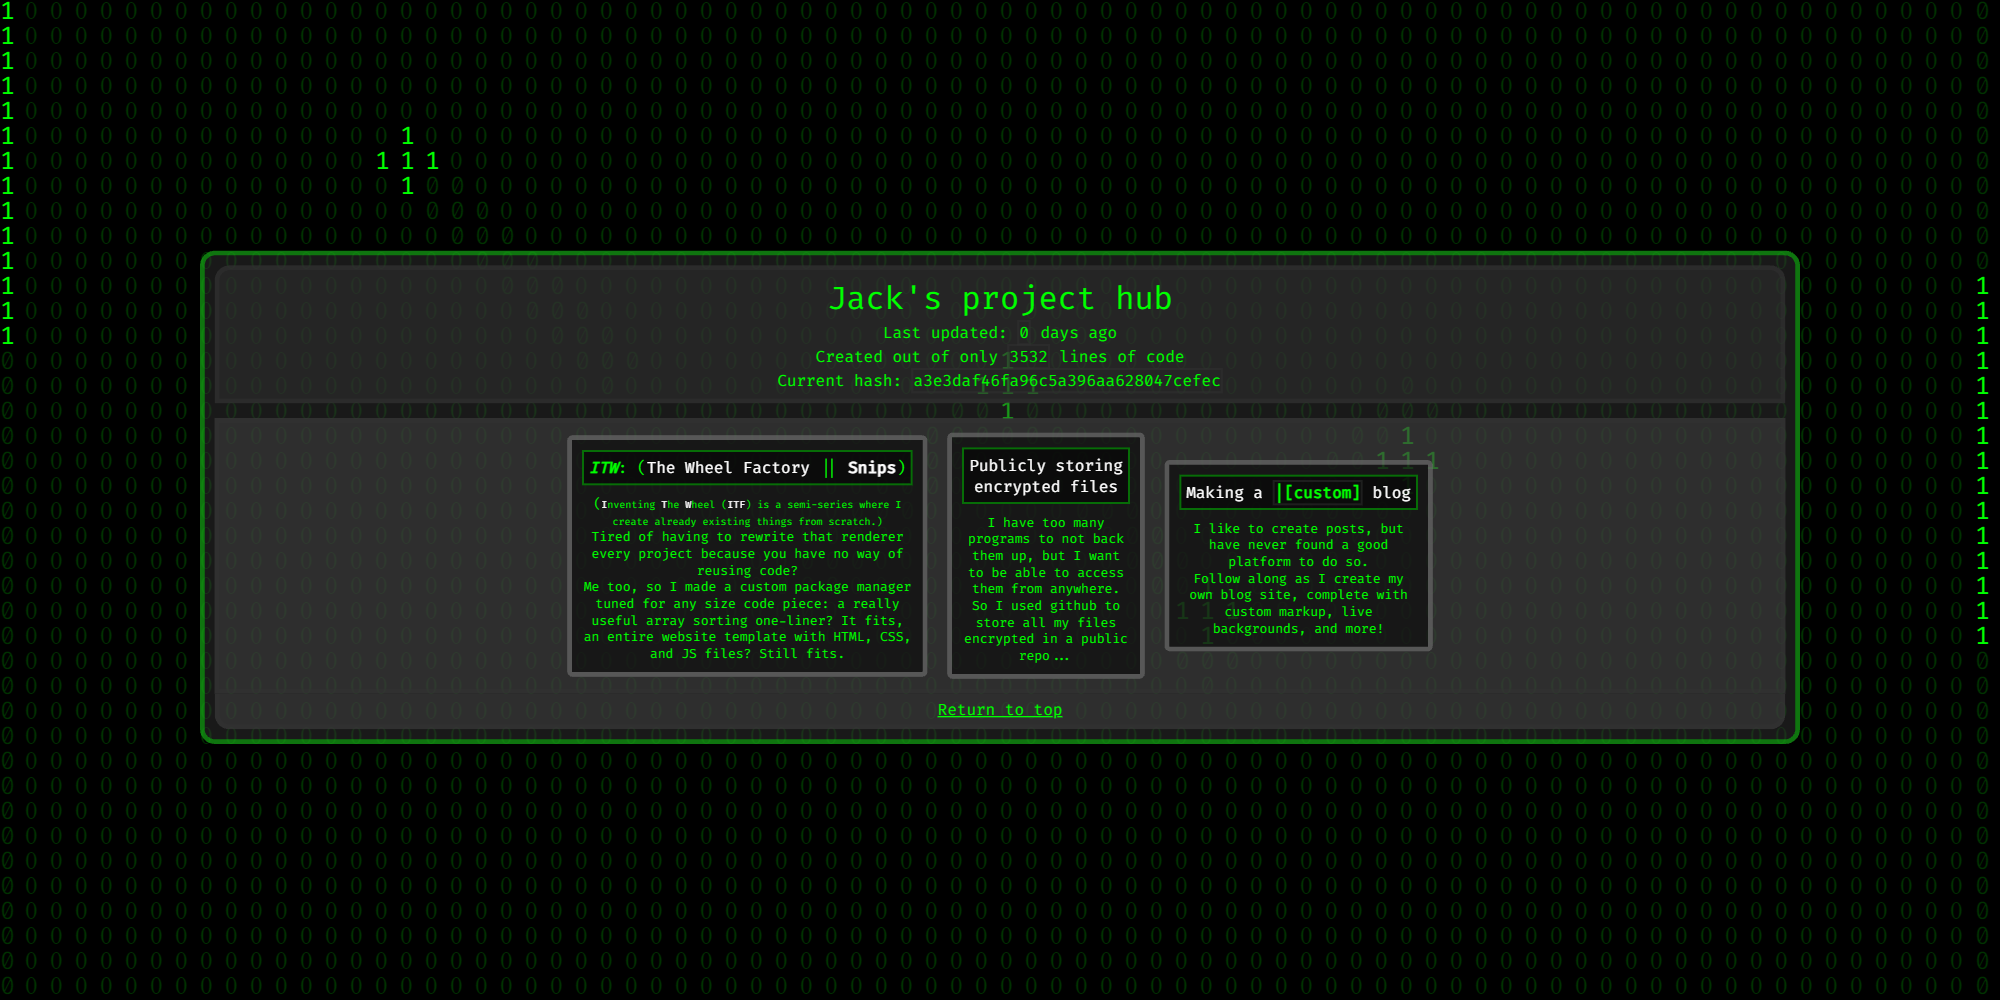 Jack's project hub
Last updated: 0 days ago
Created out of only 3532 lines of code
Current hash: a3e3daf46fa96c5a396aa628047cefec
ITW: (The Wheel Factory || Snips)
(Inventing The Wheel (ITF) is a semi-series where I
create already existing things from scratch.)
Tired of having to rewrite that renderer
every project because you have no way of
reusing code?
Me too, so I made a custom package manager
tuned for any size code piece: a really
useful array sorting one-liner? It fits,
an entire website template with HTML, CSS,
and JS files? Still fits.
Publicly storing
encrypted files
I have too many
programs to not back
them up, but I want
to be able to access
them from anywhere.
So I used github to
store all my files
encrypted in a public
repo...
Making a |[custom] blog
I like to create posts, but
have never found a good
platform to do so.
Follow along as I create my
own blog site, complete with
custom markup, live
backgrounds, and more!
Return to top